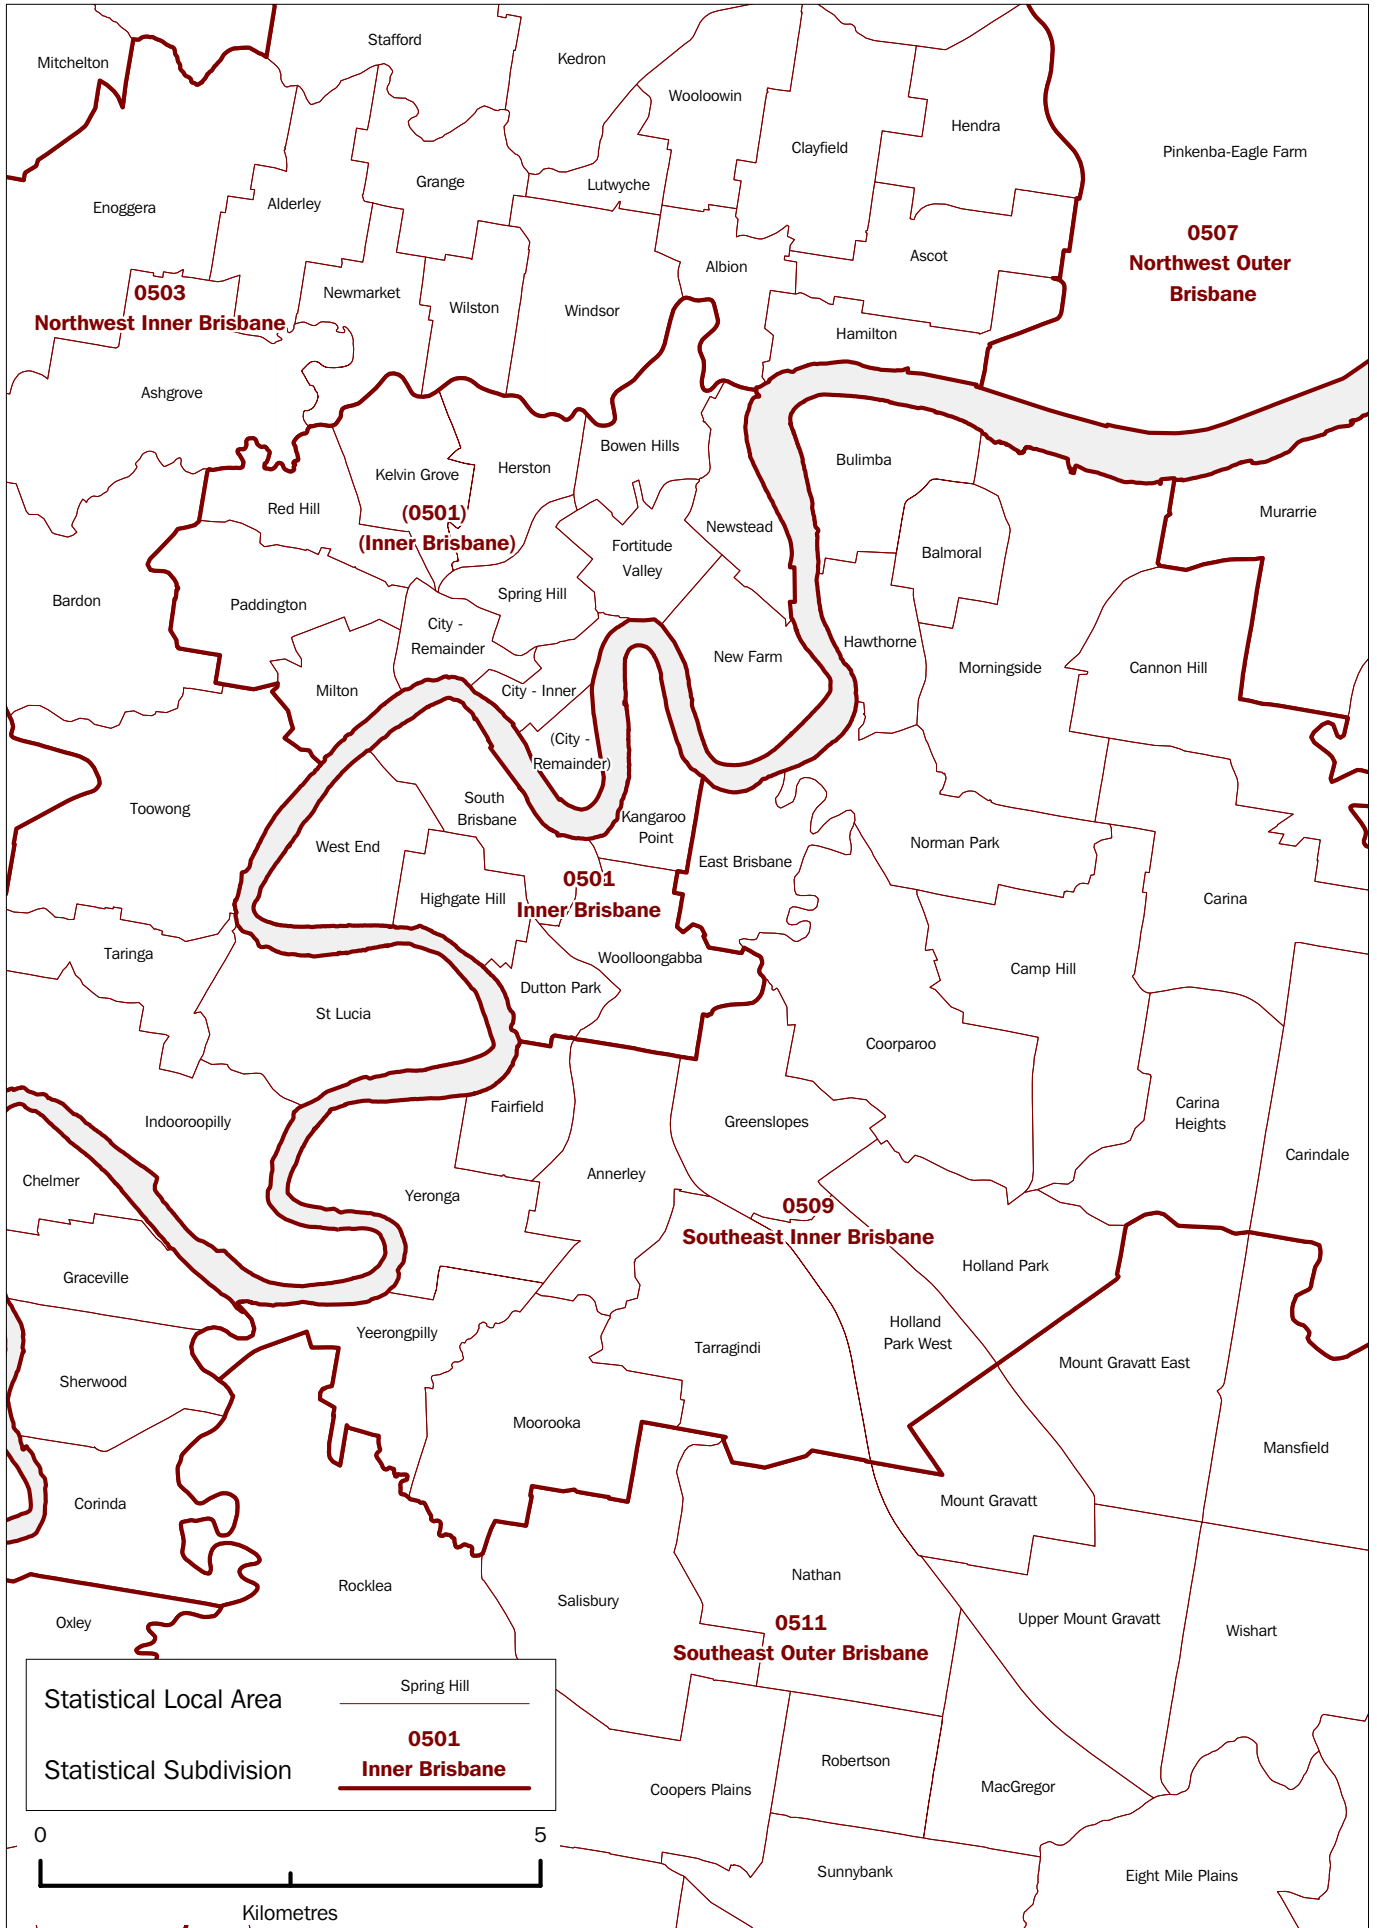 Stafford
Mitchelton
Kedron
Wooloowin
Hendra
Clayfield
Pinkenba-Eagle Farm
Grange
Lutwyche
Enoggera
Alderley
0507
Northwest Outer
Brisbane
Ascot
Albion
0503
Northwest Inner Brisbane
Newmarket
Wilston
Windsor
Hamilton
Ashgrove
Bowen Hills
Bulimba
Herston
Kelvin Grove
Red Hill
(0501)
(Inner Brisbane)
Murarrie
Newstead
Fortitude
Valley
Balmoral
Spring Hill
Bardon
Paddington
City -
Remainder
Hawthorne
New Farm
Morningside
Cannon Hill
Milton
City - Inner
(City -
Remainder)
Toowong
South
Brisbane
Kangaroo
Point
West End
Norman Park
East Brisbane
0501
Inner Brisbane
Highgate Hill
Carina
Taringa
Woolloongabba
Camp Hill
Dutton Park
St Lucia
Coorparoo
Fairfield
Carina
Heights
Indooroopilly
Greenslopes
Carindale
Annerley
Chelmer
Yeronga
0509
Southeast Inner Brisbane
Holland Park
Graceville
Holland
Park West
Yeerongpilly
Tarragindi
Mount Gravatt East
Sherwood
Moorooka
Mansfield
Corinda
Mount Gravatt
Nathan
Rocklea
Salisbury
Oxley
0511
Southeast Outer Brisbane
Upper Mount Gravatt
Wishart
Statistical Local Area
Spring Hill
0501
Inner Brisbane
Statistical Subdivision
Robertson
Coopers Plains
MacGregor
0
5
Kilometres
Sunnybank
Eight Mile Plains